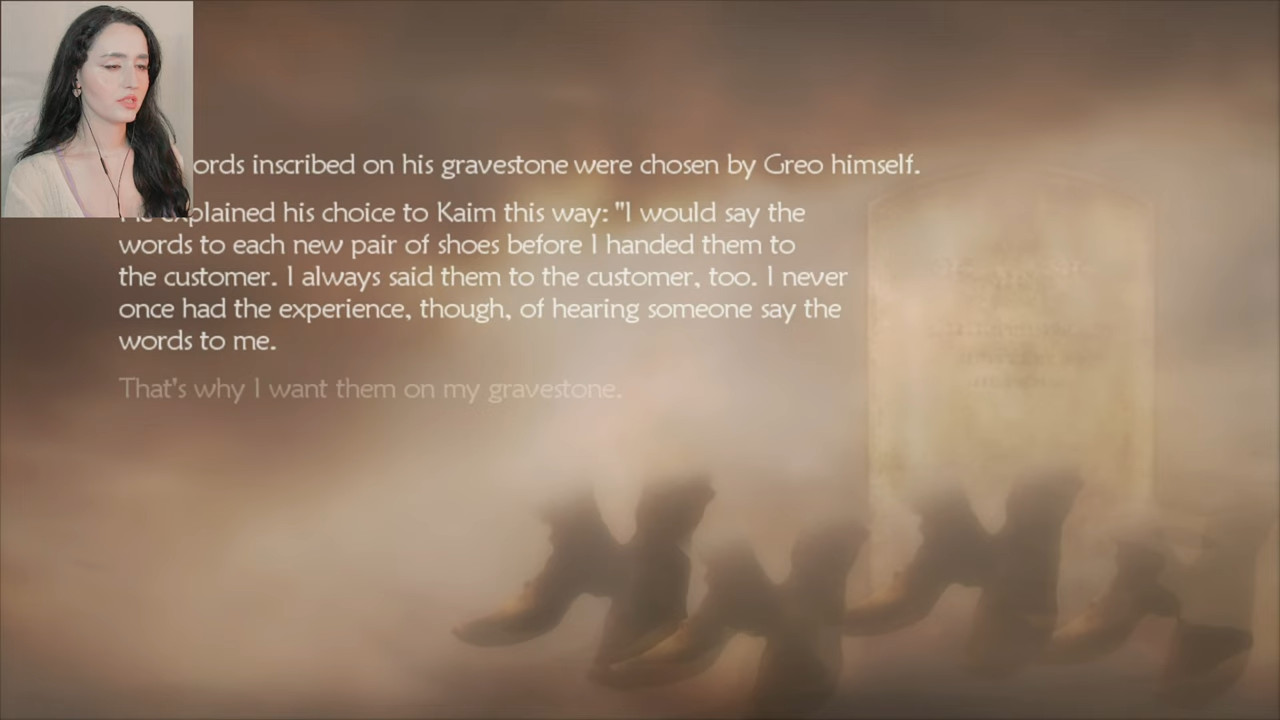 ords inscribed on his gravestone were chosen by Greo himself.
explained his choice to Kaim this way: "I would say the
words to each new pair of shoes before I handed them to
the customer. I always said them to the customer, too. I never
once had the experience, though, of hearing someone say the
words to me.
That's why I want them on my gravestone.